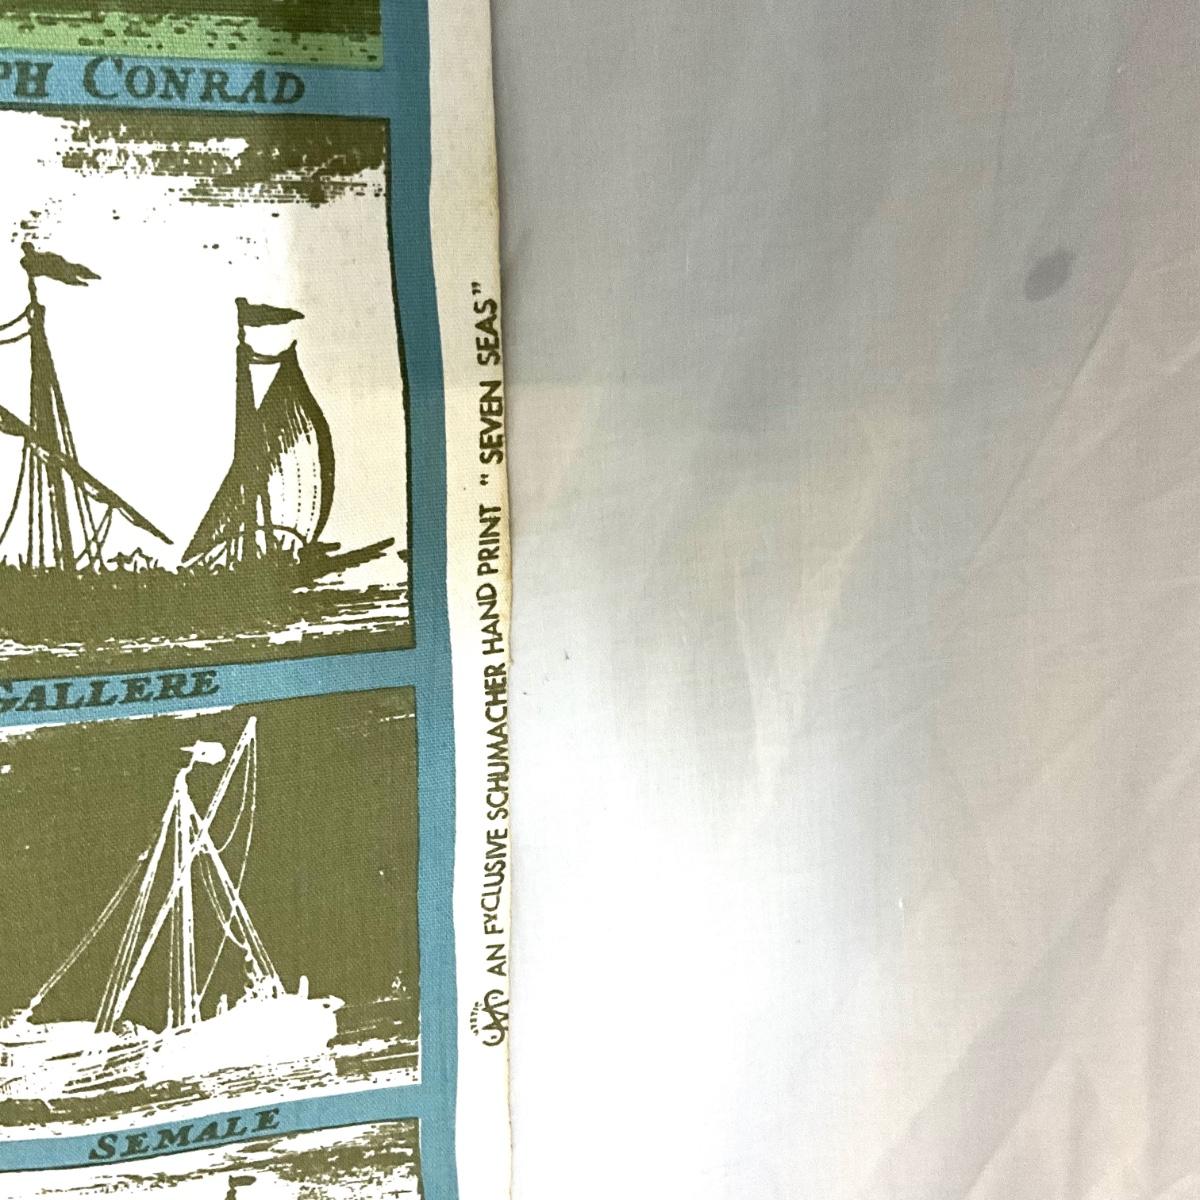 PH CONRAD
GALLERE
SEMALE
AN EXCLUSIVE SCHUMACHER HAND PRINT "SEVEN SEAS"